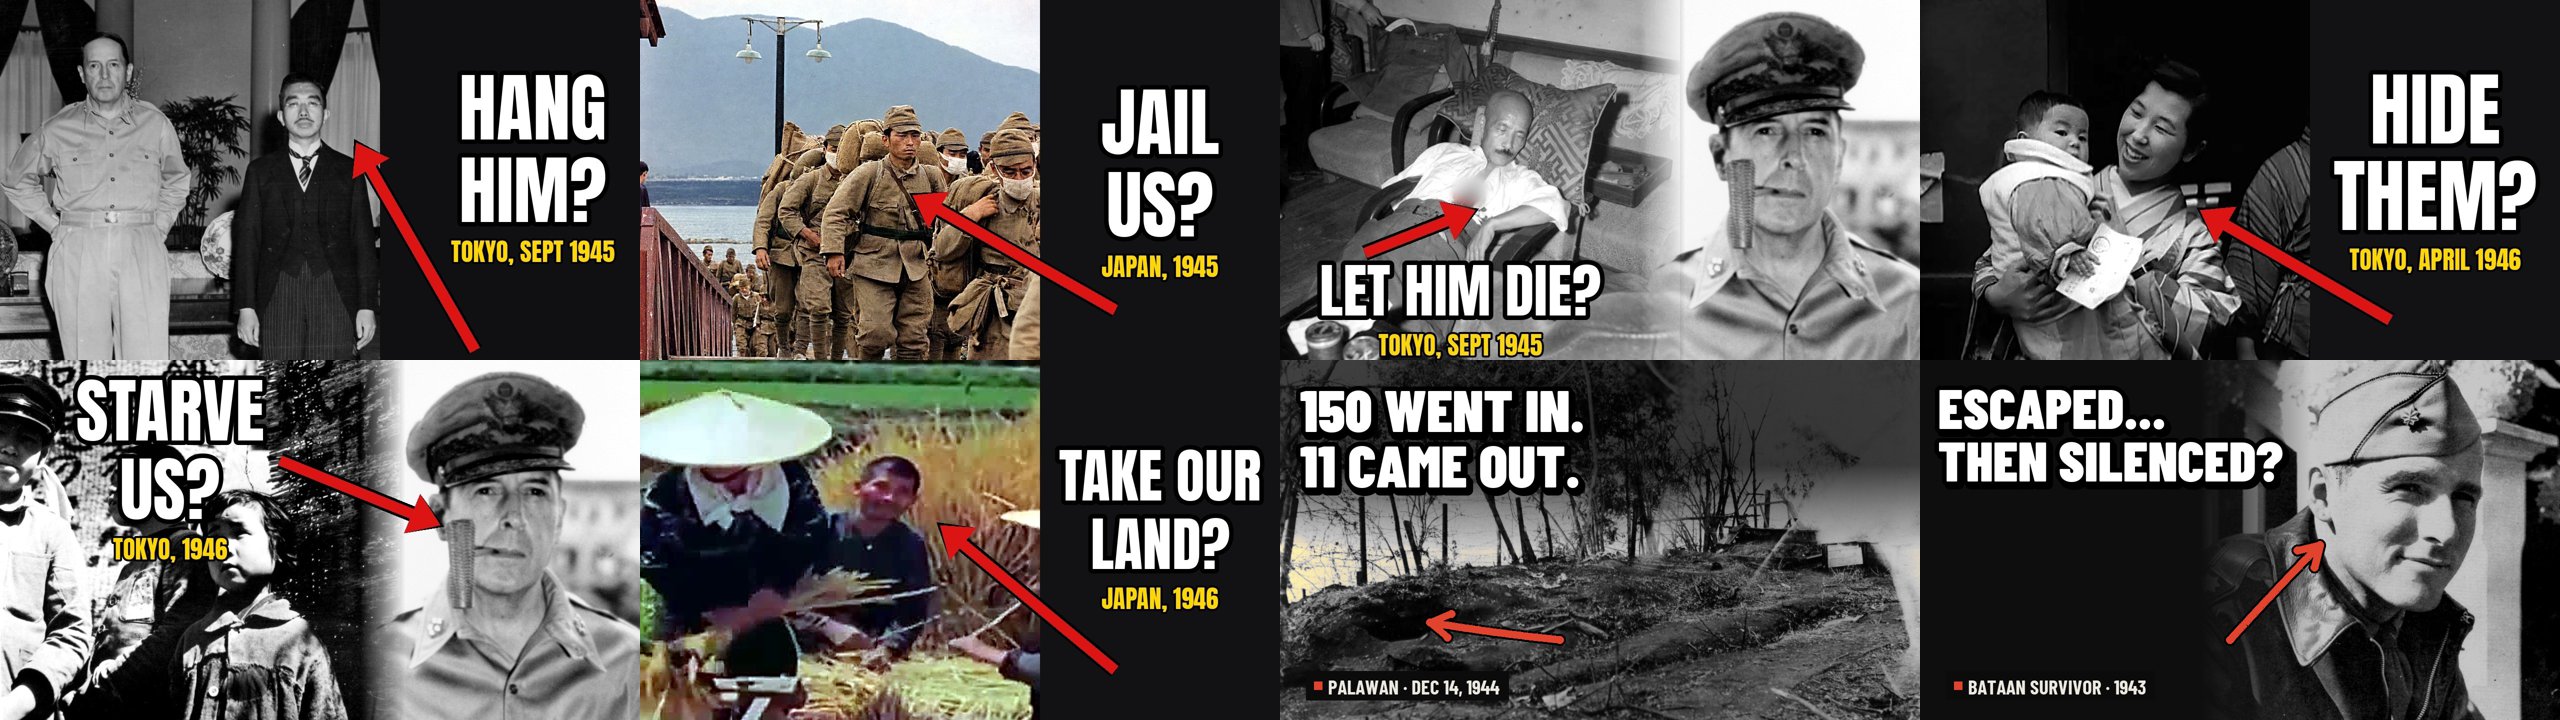 HANG
HIM?
TOKYO, SEPT 1945
JAIL
US?
JAPAN, 1945
LET HIM DIE?
TOKYO, SEPT 1945
HIDE
THEM?
TOKYO, APRIL 1946
STARVE
US?
TOKYO, 1946
TAKE OUR
LAND?
JAPAN, 1946
150 WENT IN.
11 CAME OUT.
PALAWAN · DEC 14, 1944
ESCAPED...
THEN SILENCED?
BATAAN SURVIVOR · 1943